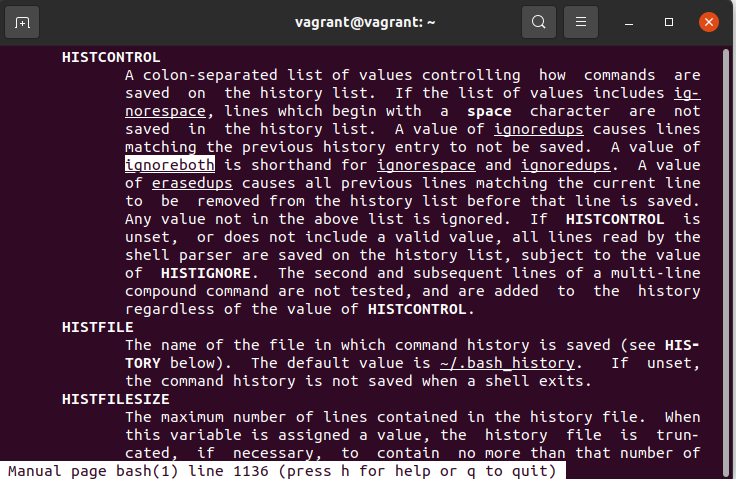 vagrant@vagrant: ~
HISTCONTROL
A colon-separated list of values controlling how commands are
saved on the history list. If the list of values includes ig-
norespace, lines which begin with a space character are not
saved in the history list. A value of ignoredups causes lines
matching the previous history entry to not be saved. A value of
ignoreboth is shorthand for ignorespace and ignoredups. A value
of erasedups causes all previous lines matching the current line
to be removed from the history list before that line is saved.
Any value not in the above list is ignored. If HISTCONTROL is
unset, or does not include a valid value, all lines read by the
shell parser are saved on the history list, subject to the value
of HISTIGNORE. The second and subsequent lines of a multi-line
compound command are not tested, and are added to the history
regardless of the value of HISTCONTROL.
HISTFILE
The name of the file in which command history is saved (see HIS-
TORY below). The default value is ~/.bash_history. If unset,
the command history is not saved when a shell exits.
HISTFILESIZE
The maximum number of lines contained in the history file. When
this variable is assigned a value, the history file is trun-
cated, if necessary, to contain no more than that number of
Manual page bash(1) line 1136 (press h for help or q to quit)